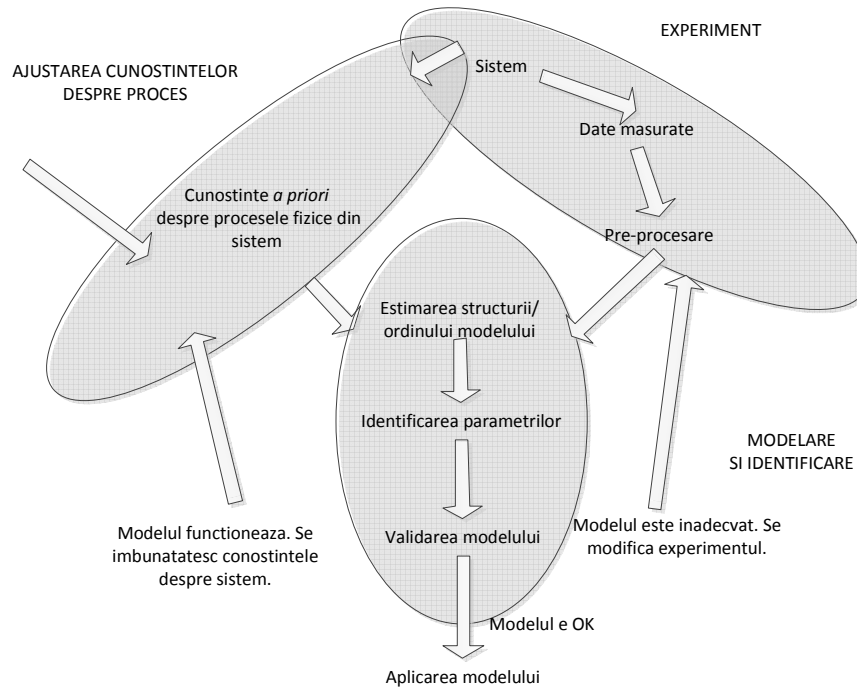 EXPERIMENT
AJUSTAREA CUNOSTINTELOR
DESPRE PROCES
Sistem
Date masurate
Cunostinte a priori
despre procesele fizice din
sistem
Pre-procesare
Estimarea structurii/
ordinului modelului
Identificarea parametrilor
MODELARE
SI IDENTIFICARE
Modelul functioneaza. Se
imbunatatesc conostintele
despre sistem.
Validarea modelului
Modelul este inadecvat. Se
modifica experimentul.
Modelul e OK
Aplicarea modelului